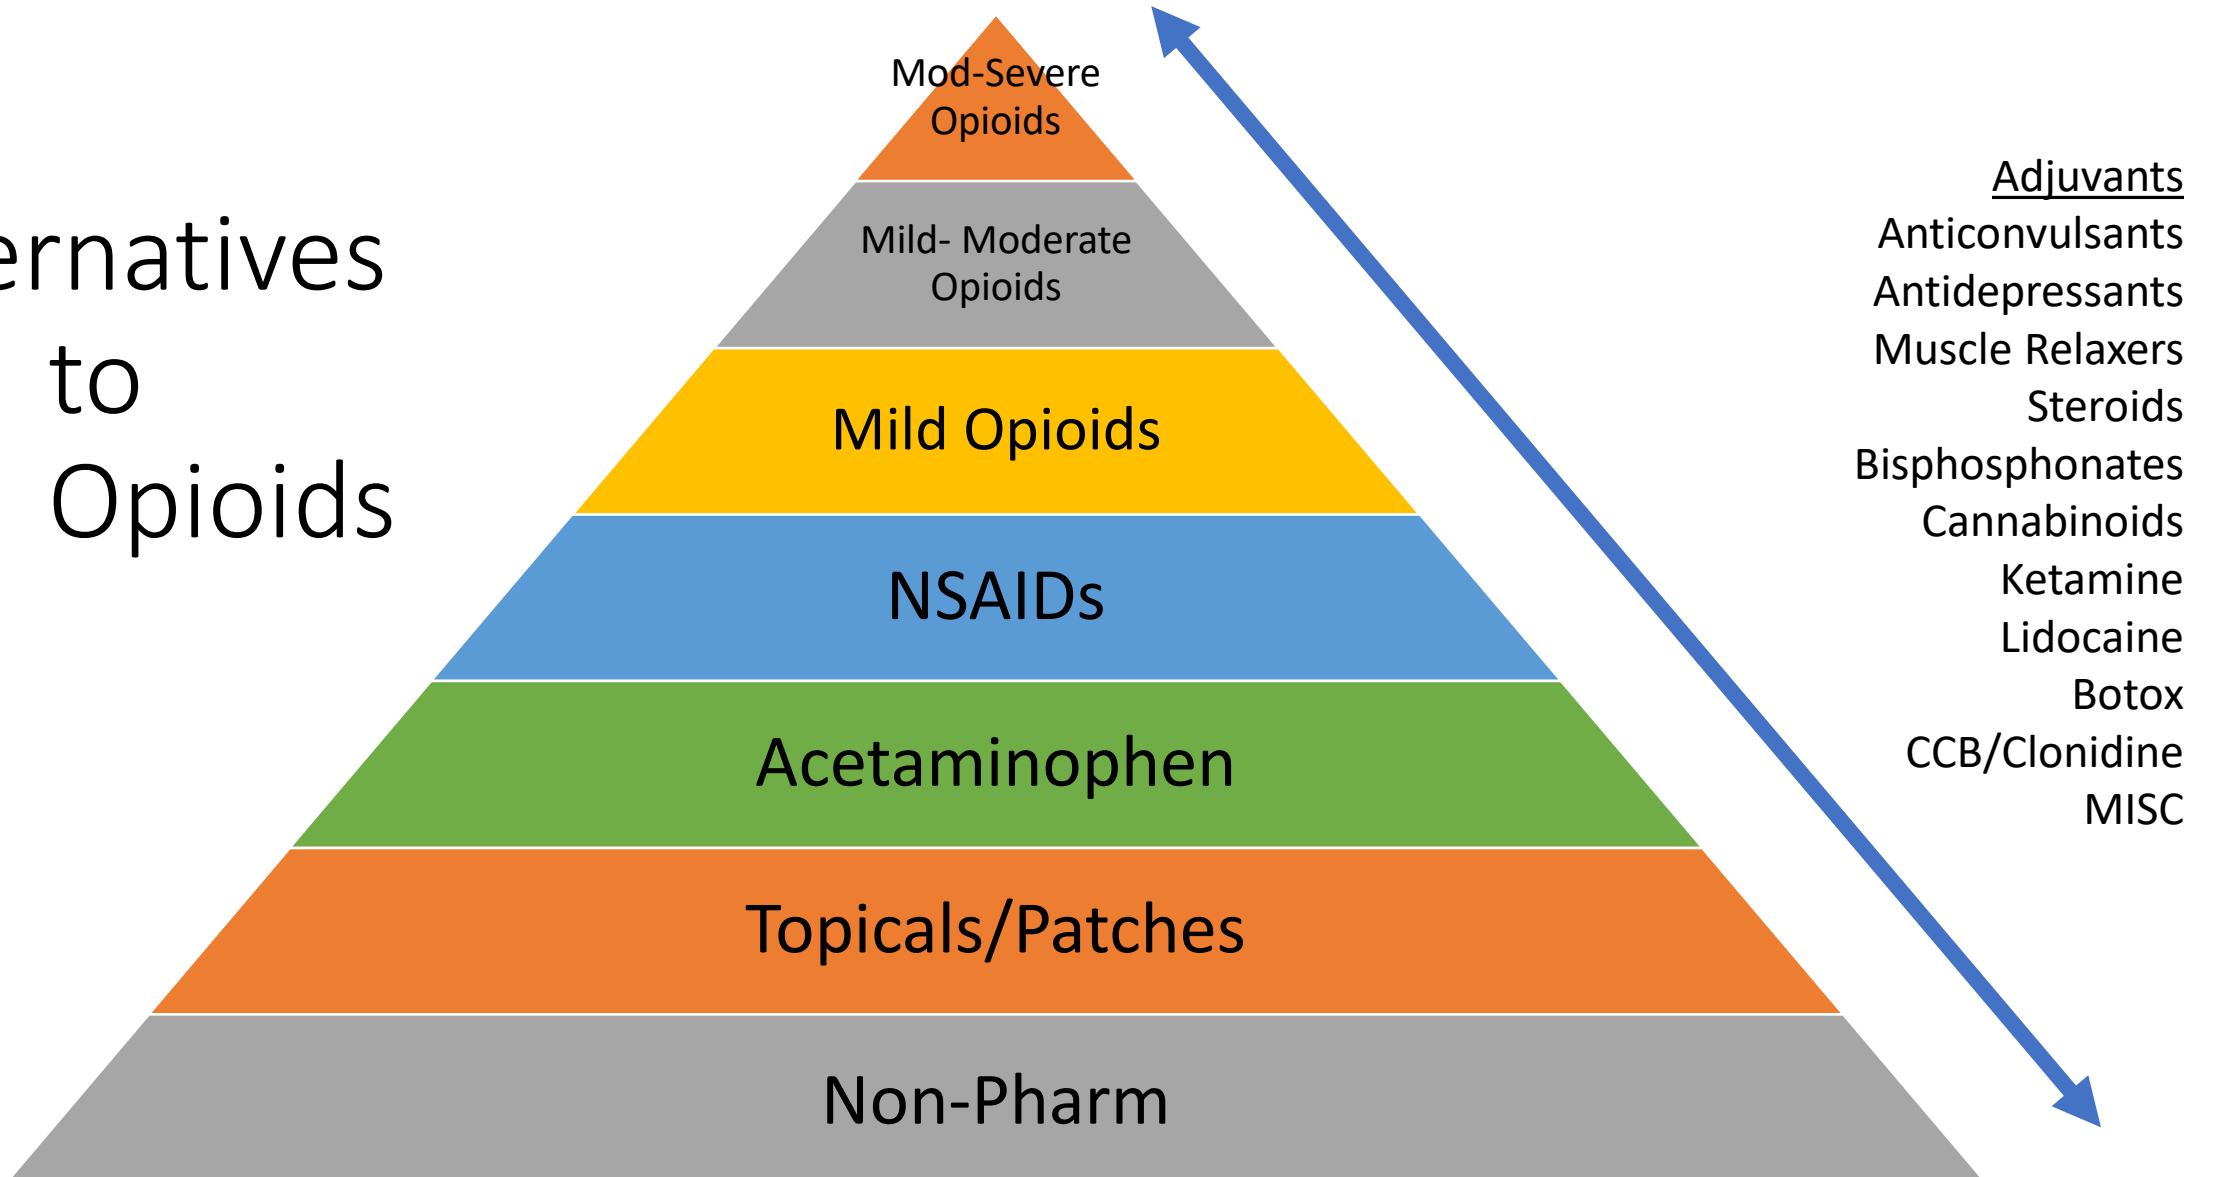 ernatives
to
Opioids
Mod-Severe
Opioids
Mild- Moderate
Opioids
Mild Opioids
NSAIDs
Acetaminophen
Topicals/Patches
Non-Pharm
Adjuvants
Anticonvulsants
Antidepressants
Muscle Relaxers
Steroids
Bisphosphonates
Cannabinoids
Ketamine
Lidocaine
Botox
CCB/Clonidine
MISC